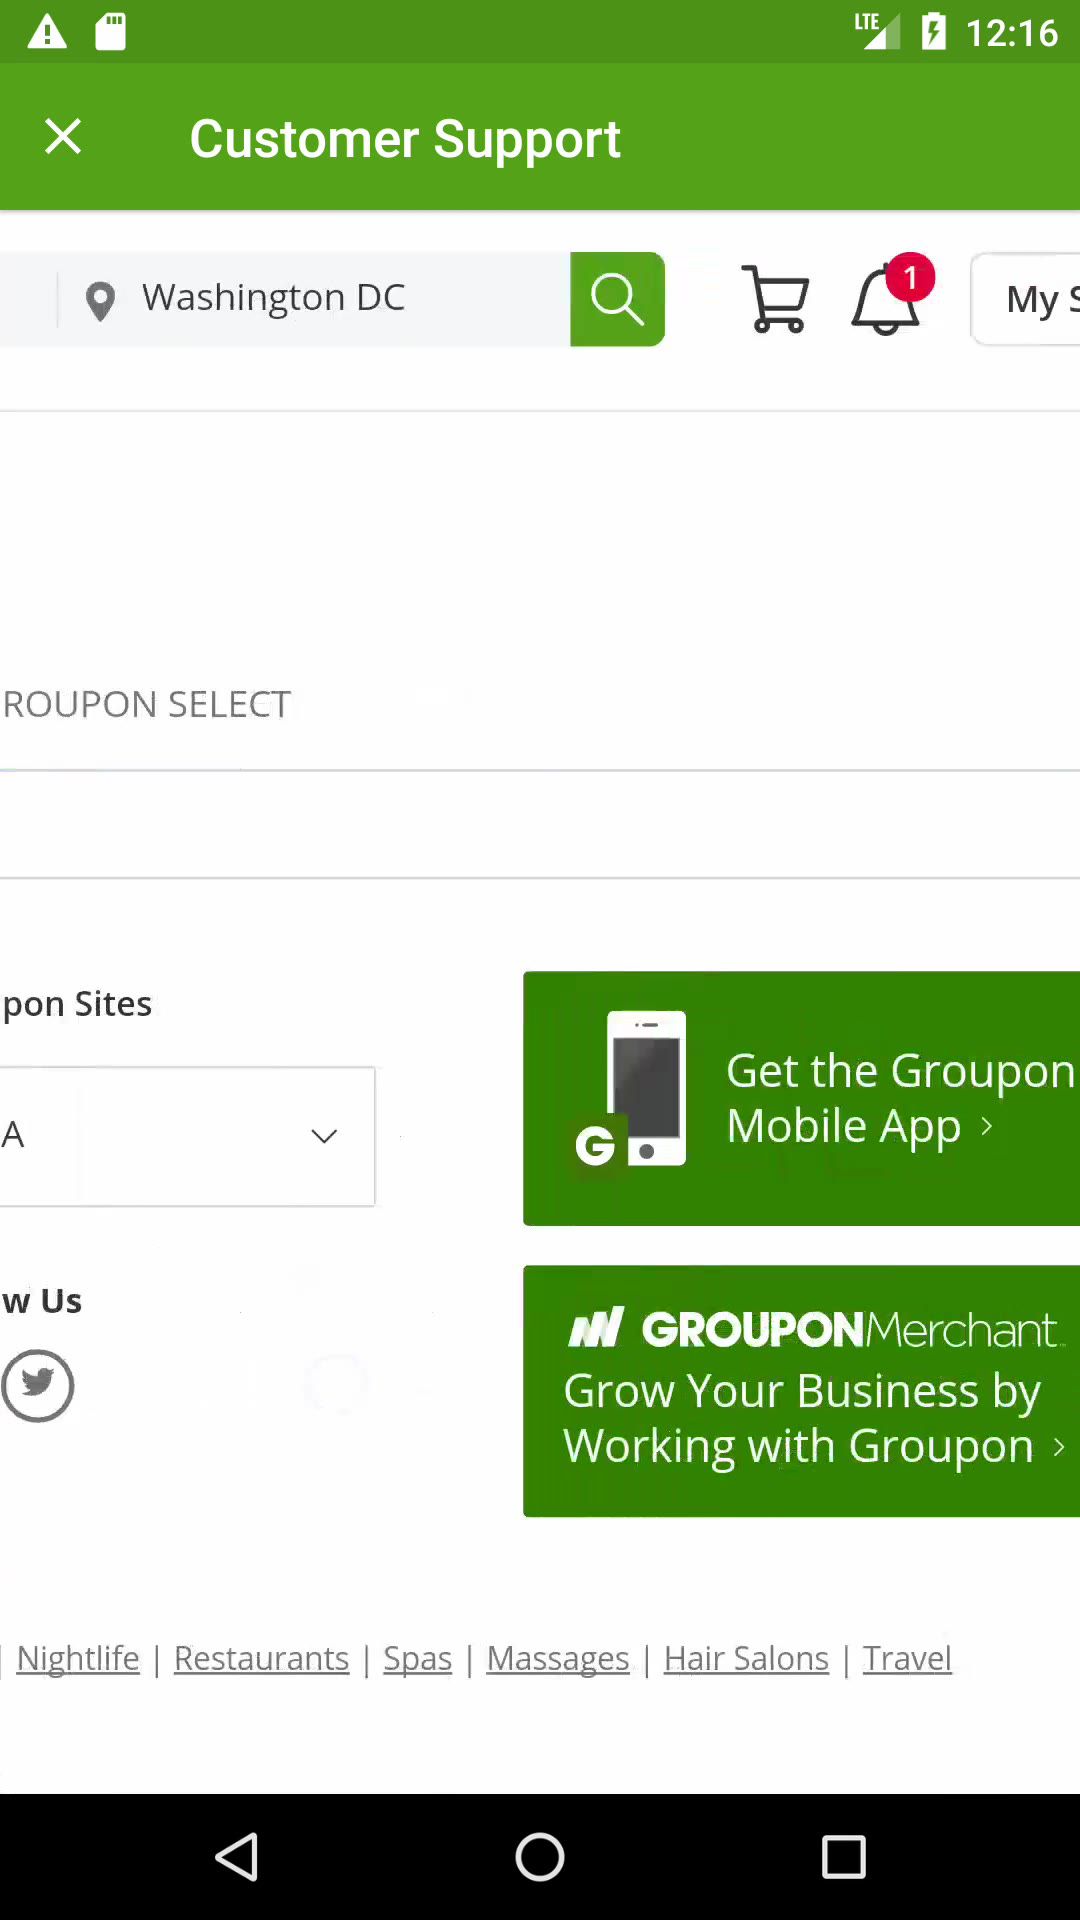 LTE 12:16
Customer Support
Washington DC
1
My S
ROUPON SELECT
pon Sites
A
Get the Groupon
Mobile App
G
w Us
GROUPONMerchant
Grow Your Business by
Working with Groupon
| Nightlife | Restaurants | Spas | Massages | Hair Salons | Travel